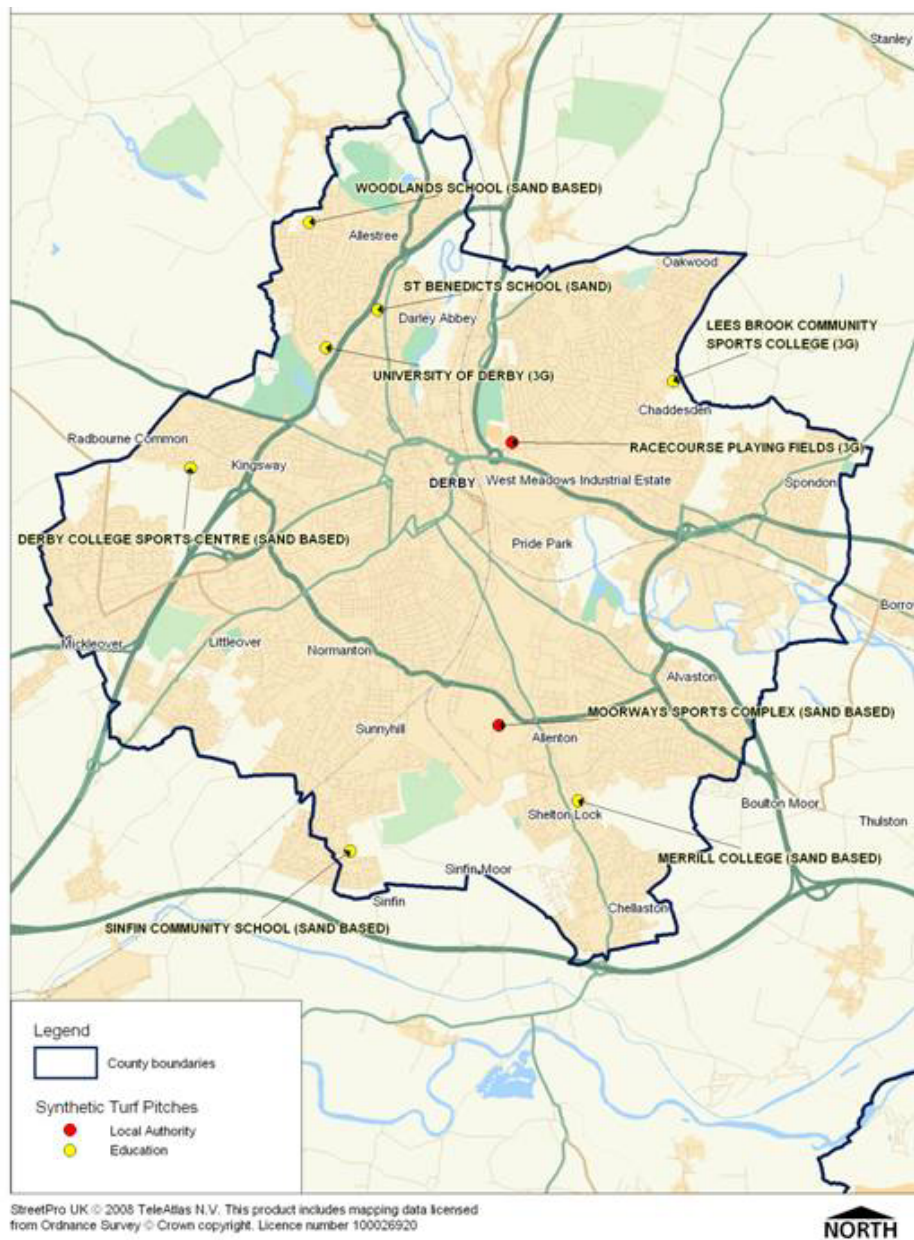 Stanley
WOODLANDS SCHOOL (SAND BASED)
Allestree
Oakwood
ST BENEDICTS SCHOOL (SAND)
Darley Abbey
LEES BROOK COMMUNITY
SPORTS COLLEGE (3G)
UNIVERSITY OF DERBY (3G)
Chaddesden
Radbourne Common
RACECOURSE PLAYING FIELDS (3G)
Kingsway
DERBY
West Meadows Industrial Estate
Spondon
DERBY COLLEGE SPORTS CENTRE (SAND BASED)
Pride Park
Borro
Mickleover
Littleover
Normanton
Alvaston
MOORWAYS SPORTS COMPLEX (SAND BASED)
Sunnyhill
Allenton
Boulton Moor
Shelton Lock
Thulston
MERRILL COLLEGE (SAND BASED)
Sinfin Moor
Sinfin
Chellaston
SINFIN COMMUNITY SCHOOL (SAND BASED)
Legend
County boundaries
Synthetic Turf Pitches
Local Authority
Education
StreetPro UK © 2008 TeleAtlas N.V. This product includes mapping data licensed
from Ordnance Survey © Crown copyright. Licence number 100026920
NORTH